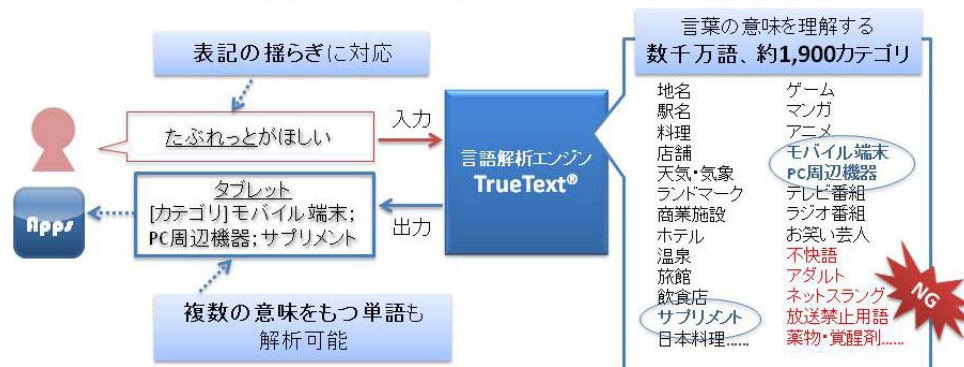 表記の揺らぎに対応
言葉の意味を理解する
数千万語、約1,900カテゴリ
たぶれっとがほしい
入力
言語解析エンジン
TrueText®
タブレット
[カテゴリ]モバイル端末;
PC周辺機器;サプリメント
出力
Apps
複数の意味をもつ単語も
解析可能
地名
駅名
料理
店舗
天気・気象
ランドマーク
商業施設
ホテル
温泉
旅館
飲食店
サプリメント
日本料理……
ゲーム
マンガ
アニメ
モバイル端末
PC周辺機器
テレビ番組
ラジオ番組
お笑い芸人
不快語
アダルト
ネットスラング
放送禁止用語
薬物・覚醒剤……
NG